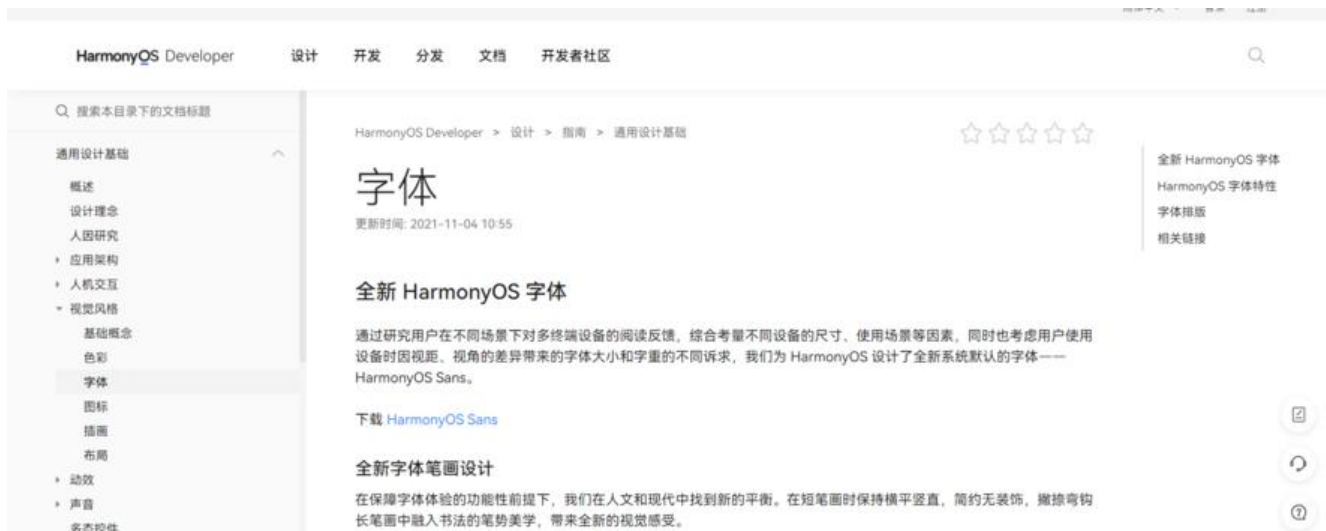 HarmonyOS Developer 设计 开发 分发 文档 开发者社区
搜索本目录下的文档标题
通用设计基础
概述
设计理念
人因研究
应用架构
人机交互
视觉风格
基础概念
色彩
字体
图标
插画
布局
动效
声音
HarmonyOS Developer > 设计 > 指南 > 通用设计基础
字体
更新时间: 2021-11-04 10:55
全新 HarmonyOS 字体
通过研究用户在不同场景下对多终端设备的阅读反馈，综合考量不同设备的尺寸、使用场景等因素，同时也考虑用户使用
设备时因视距、视角的差异带来的字体大小和字重的不同诉求，我们为 HarmonyOS 设计了全新系统默认的字体——
HarmonyOS Sans。
下载 HarmonyOS Sans
全新字体笔画设计
在保障字体体验的功能性前提下，我们在人文和现代中找到新的平衡。在短笔画时保持横平竖直，简约无装饰，撇捺弯钩
长笔画中融入书法的笔势美学，带来全新的视觉感受。
全新 HarmonyOS 字体
HarmonyOS 字体特性
字体排版
相关链接